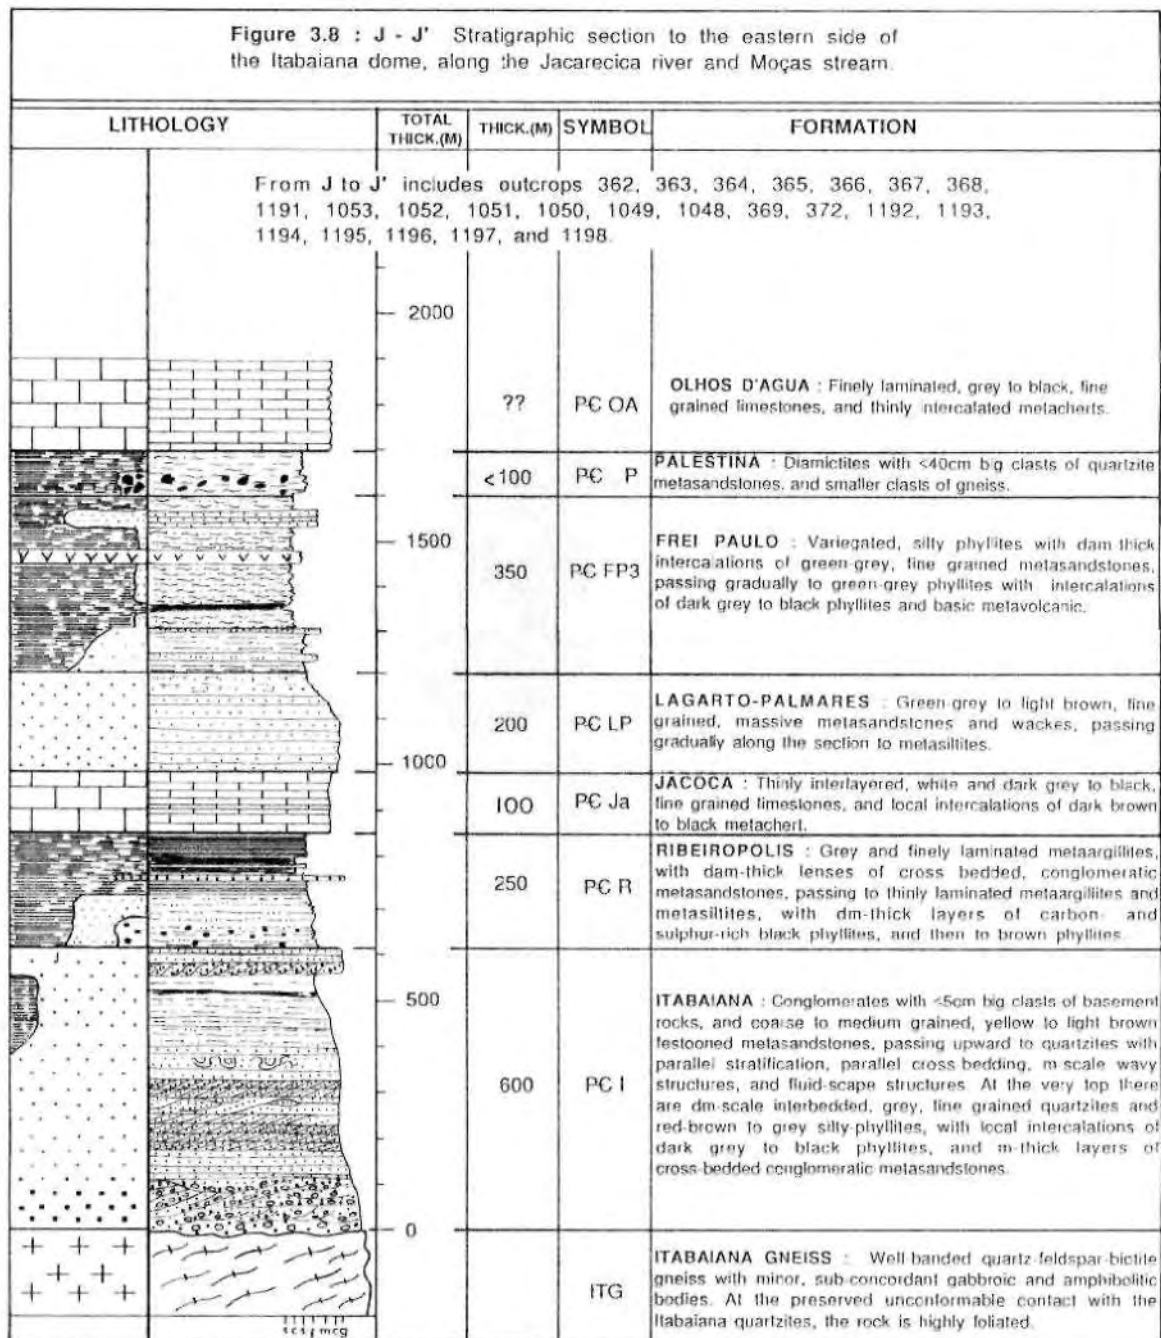 Figure 3.8 : J - J' Stratigraphic section to the eastern side of
the Itabaiana dome, along the Jacarecica river and Moças stream.
LITHOLOGY
TOTAL
THICK.(M)
THICK.(M)
SYMBOL
FORMATION
From J to J' includes outcrops 362, 363, 364, 365, 366, 367, 368,
1191, 1053, 1052, 1051, 1050, 1049, 1048, 369, 372, 1192, 1193,
1194, 1195, 1196, 1197, and 1198.
2000
??
PЄ OA
OLHOS D'AGUA : Finely laminated, grey to black, fine
grained limestones, and thinly intercalated metacherts.
<100
PЄ P
PALESTINA : Diamictites with <40cm big clasts of quartzite
metasandstones, and smaller clasts of gneiss.
1500
350
PЄ FP3
FREI PAULO : Variegated, silty phyllites with dam-thick
intercalations of green-grey, fine grained metasandstones,
passing gradually to green-grey phyllites with intercalations
of dark grey to black phyllites and basic metavolcanic.
200
PЄ LP
LAGARTO-PALMARES : Green-grey to light brown, fine
grained, massive metasandstones and wackes, passing
gradually along the section to metasiltites.
1000
100
PЄ Ja
JACOCA : Thinly interlayered, white and dark grey to black,
fine grained limestones, and local intercalations of dark brown
to black metachert.
250
PЄ R
RIBEIROPOLIS : Grey and finely laminated metaargillites,
with dam-thick lenses of cross bedded, conglomeratic
metasandstones, passing to thinly laminated metaargillites and
metasiltites, with dm-thick layers of carbon- and
sulphur-rich black phyllites, and then to brown phyllites.
500
600
PЄ I
ITABAIANA : Conglomerates with <5cm big clasts of basement
rocks, and coarse to medium grained, yellow to light brown
festooned metasandstones, passing upward to quartzites with
parallel stratification, parallel cross bedding, m-scale wavy
structures, and fluid-scape structures. At the very top there
are dm-scale interbedded, grey, fine grained quartzites and
red-brown to grey silty-phyllites, with local intercalations of
dark grey to black phyllites, and m-thick layers of
cross-bedded conglomeratic metasandstones.
0
ITG
ITABAIANA GNEISS : Well banded quartz-feldspar-biotite
gneiss with minor, sub-concordant gabbroic and amphibolitic
bodies. At the preserved unconformable contact with the
Itabaiana quartzites, the rock is highly foliated.